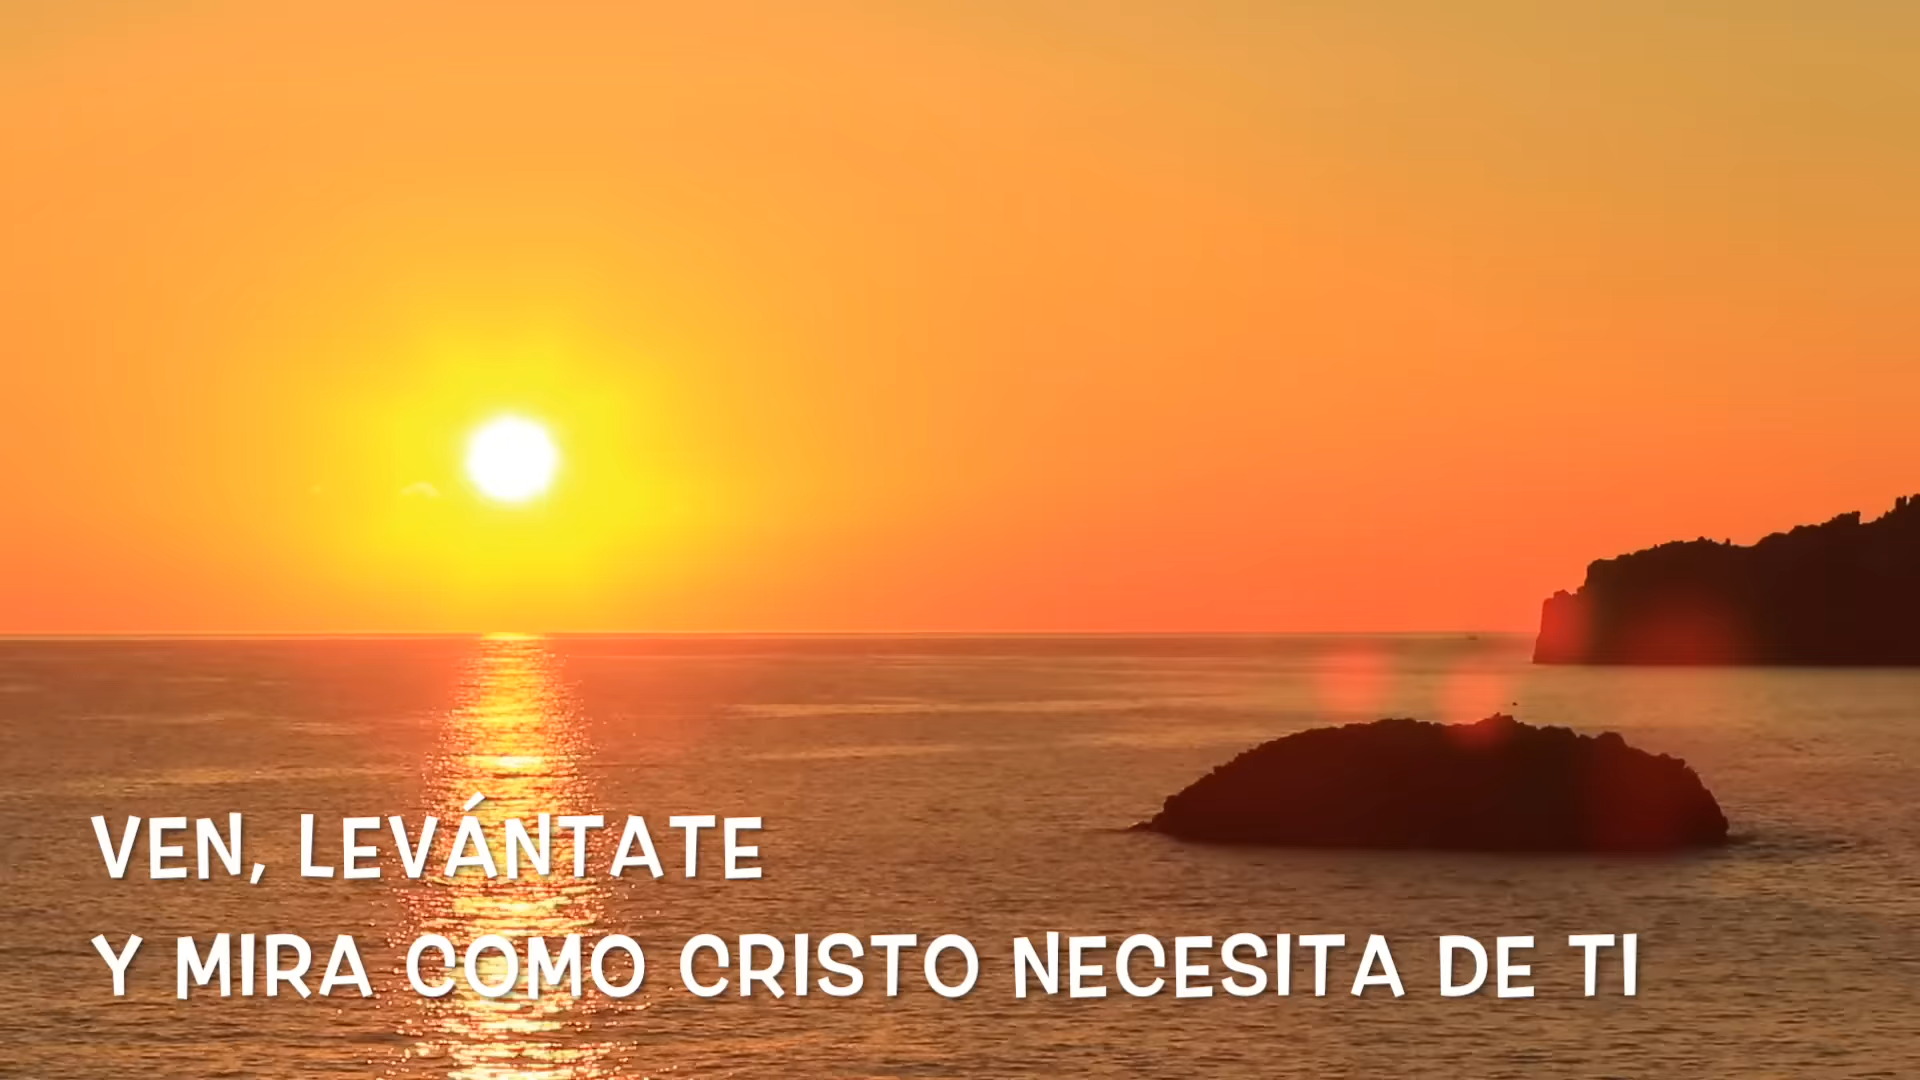 VEN, LEVÁNTATE
Y MIRA COMO CRISTO NECESITA DE TI